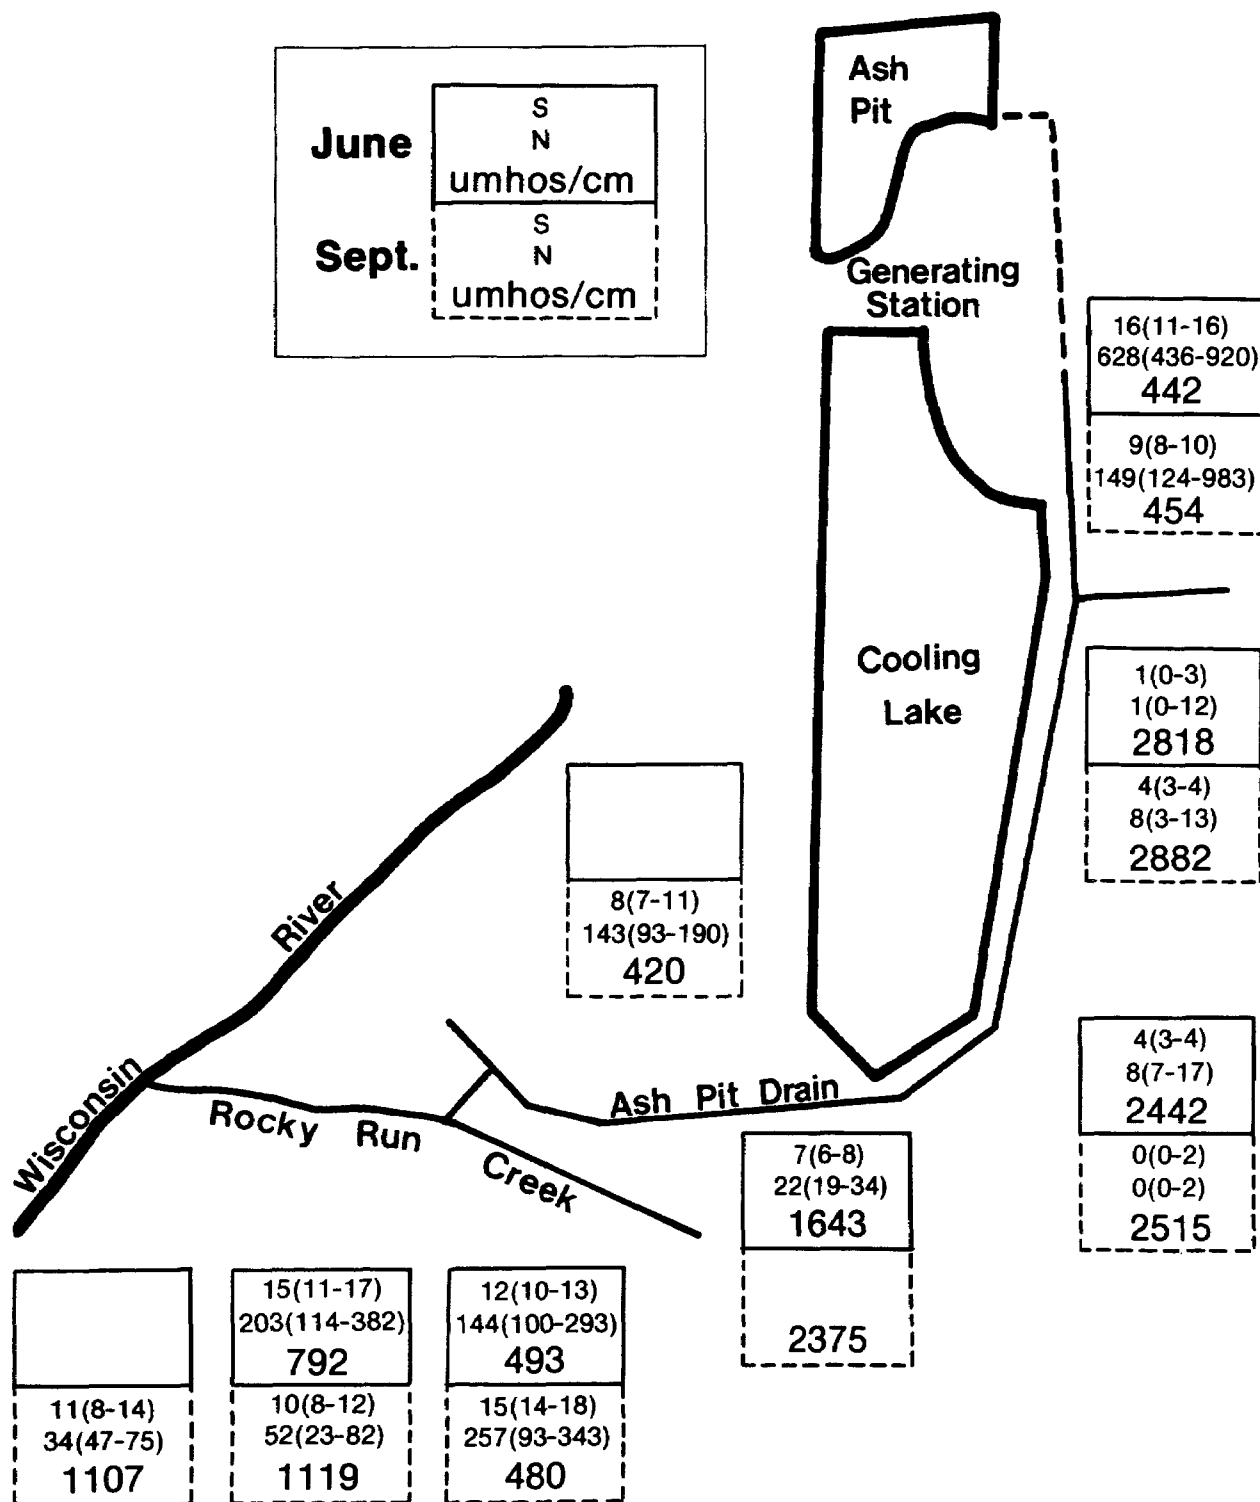 June
S
N
umhos/cm
Sept.
S
N
umhos/cm
Ash
Pit
Generating
Station
16(11-16)
628(436-920)
442
9(8-10)
149(124-983)
454
Cooling
Lake
1(0-3)
1(0-12)
2818
4(3-4)
8(3-13)
2882
8(7-11)
143(93-190)
420
Wisconsin River
Rocky Run Creek
Ash Pit Drain
4(3-4)
8(7-17)
2442
0(0-2)
0(0-2)
2515
7(6-8)
22(19-34)
1643
2375
11(8-14)
34(47-75)
1107
15(11-17)
203(114-382)
792
10(8-12)
52(23-82)
1119
12(10-13)
144(100-293)
493
15(14-18)
257(93-343)
480